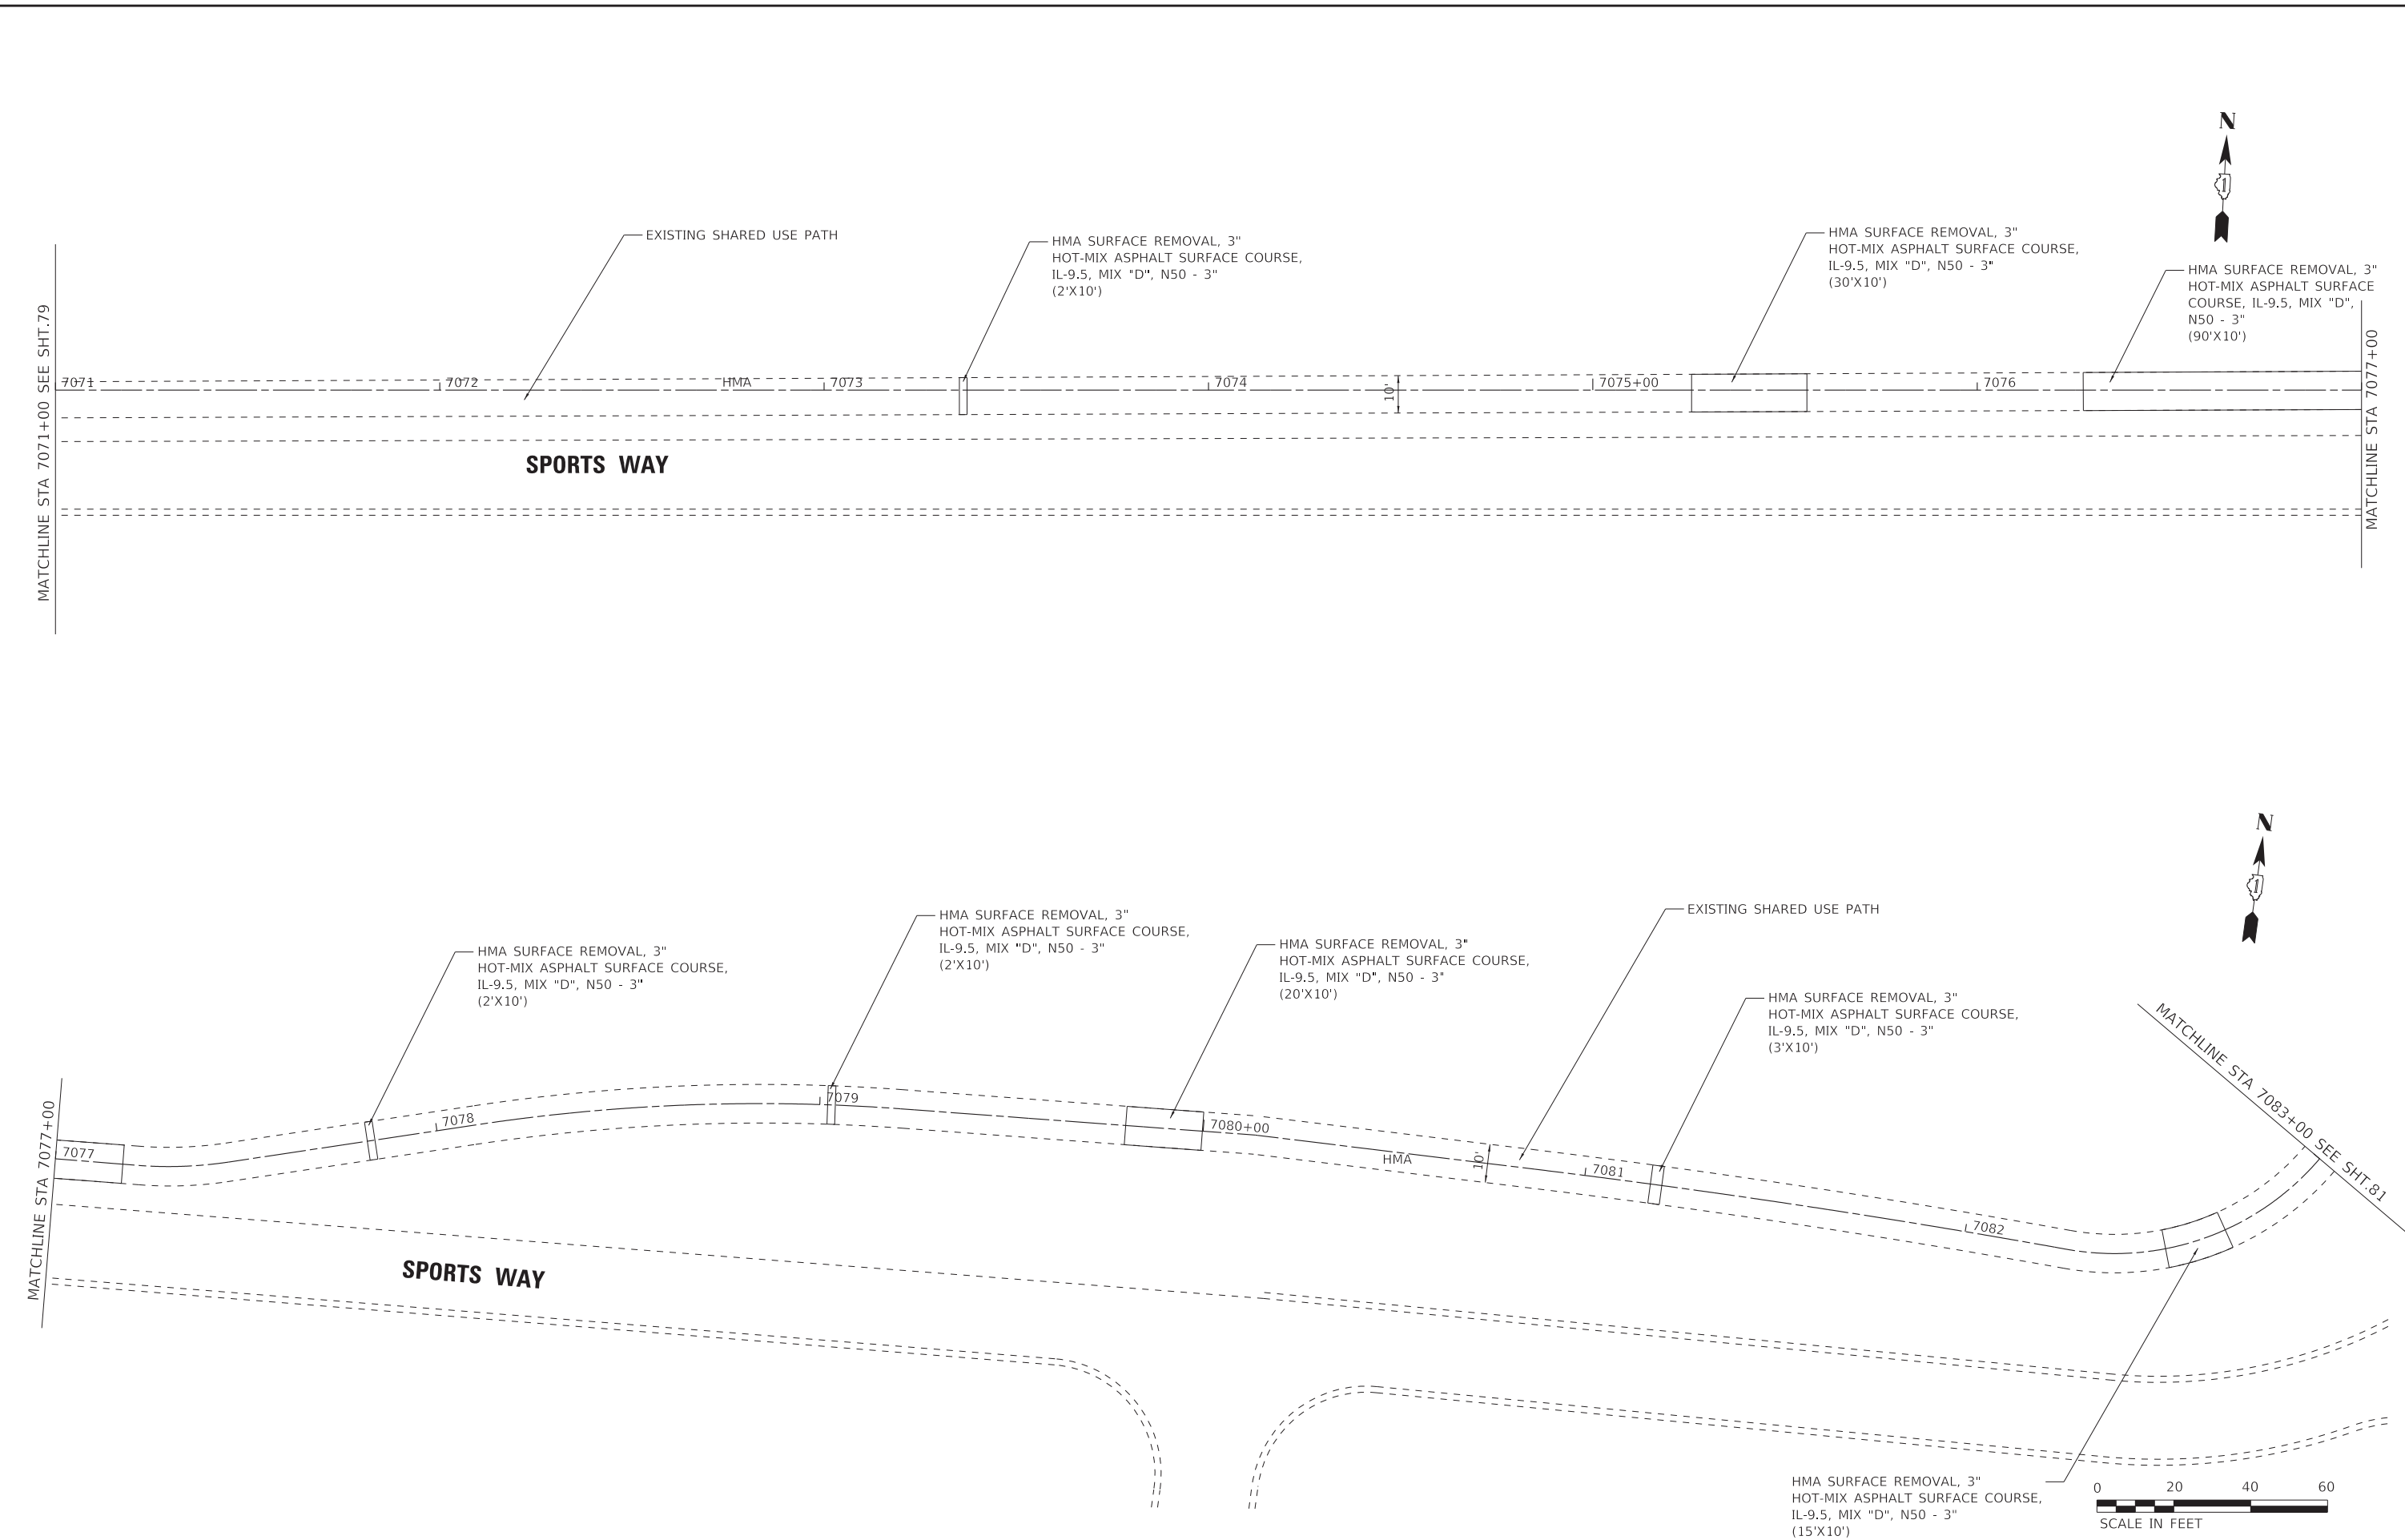 N
1
EXISTING SHARED USE PATH
HMA SURFACE REMOVAL, 3"
HOT-MIX ASPHALT SURFACE COURSE,
IL-9.5, MIX "D", N50 - 3"
(2'X10')
HMA SURFACE REMOVAL, 3"
HOT-MIX ASPHALT SURFACE COURSE,
IL-9.5, MIX "D", N50 - 3"
(30'X10')
HMA SURFACE REMOVAL, 3"
HOT-MIX ASPHALT SURFACE
COURSE, IL-9.5, MIX "D",
N50 - 3"
(90'X10')
MATCHLINE STA 7071+00 SEE SHT.79
7071
7072
HMA
7073
7074
10'
7075+00
7076
MATCHLINE STA 7077+00
SPORTS WAY
N
1
HMA SURFACE REMOVAL, 3"
HOT-MIX ASPHALT SURFACE COURSE,
IL-9.5, MIX "D", N50 - 3"
(2'X10')
HMA SURFACE REMOVAL, 3"
HOT-MIX ASPHALT SURFACE COURSE,
IL-9.5, MIX "D", N50 - 3"
(2'X10')
HMA SURFACE REMOVAL, 3"
HOT-MIX ASPHALT SURFACE COURSE,
IL-9.5, MIX "D", N50 - 3"
(20'X10')
EXISTING SHARED USE PATH
HMA SURFACE REMOVAL, 3"
HOT-MIX ASPHALT SURFACE COURSE,
IL-9.5, MIX "D", N50 - 3"
(3'X10')
MATCHLINE STA 7083+00 SEE SHT.81
MATCHLINE STA 7077+00
7077
7078
7079
7080+00
HMA
10'
7081
7082
SPORTS WAY
HMA SURFACE REMOVAL, 3"
HOT-MIX ASPHALT SURFACE COURSE,
IL-9.5, MIX "D", N50 - 3"
(15'X10')
0 20 40 60
SCALE IN FEET